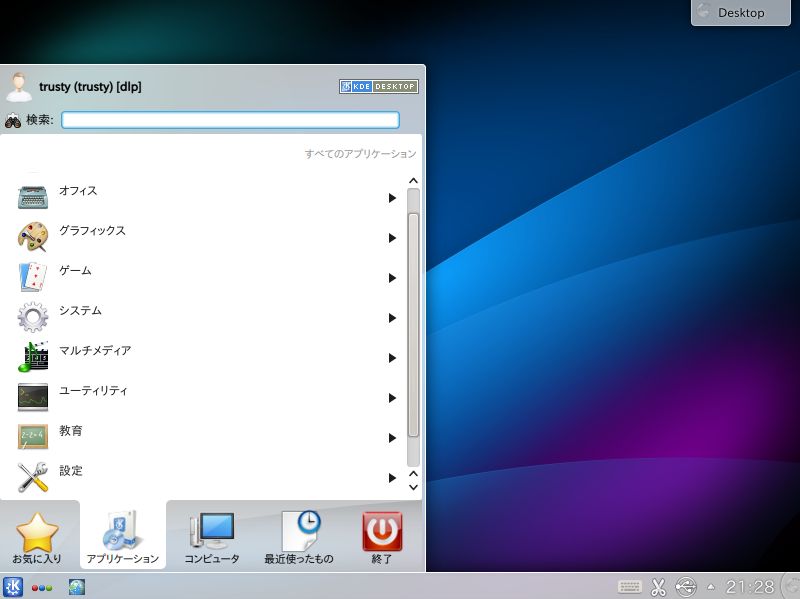 Desktop
trusty (trusty) [dlp]
KDE DESKTOP
検索:
すべてのアプリケーション
オフィス
グラフィックス
ゲーム
システム
マルチメディア
ユーティリティ
教育
2-2=4
設定
お気に入り
アプリケーション
コンピュータ
最近使ったもの
終了
21:28